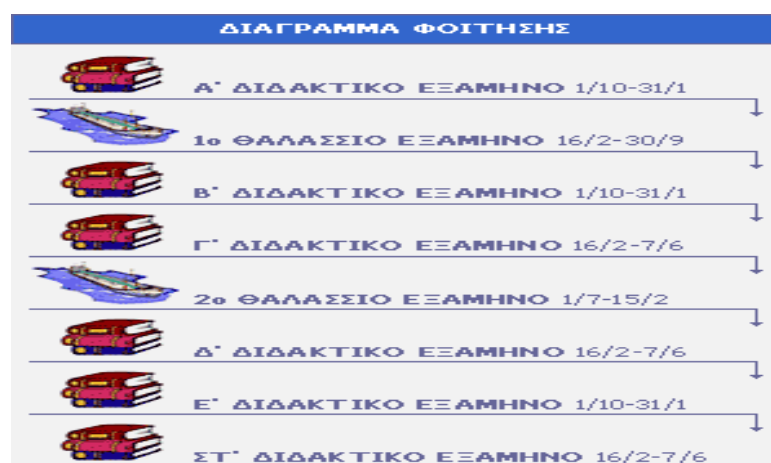 ΔΙΑΓΡΑΜΜΑ ΦΟΙΤΗΣΗΣ
Α' ΔΙΔΑΚΤΙΚΟ ΕΞΑΜΗΝΟ 1/10-31/1
1ο ΘΑΛΑΣΣΙΟ ΕΞΑΜΗΝΟ 16/2-30/9
Β' ΔΙΔΑΚΤΙΚΟ ΕΞΑΜΗΝΟ 1/10-31/1
Γ' ΔΙΔΑΚΤΙΚΟ ΕΞΑΜΗΝΟ 16/2-7/6
2ο ΘΑΛΑΣΣΙΟ ΕΞΑΜΗΝΟ 1/7-15/2
Δ' ΔΙΔΑΚΤΙΚΟ ΕΞΑΜΗΝΟ 16/2-7/6
Ε' ΔΙΔΑΚΤΙΚΟ ΕΞΑΜΗΝΟ 1/10-31/1
ΣΤ' ΔΙΔΑΚΤΙΚΟ ΕΞΑΜΗΝΟ 16/2-7/6